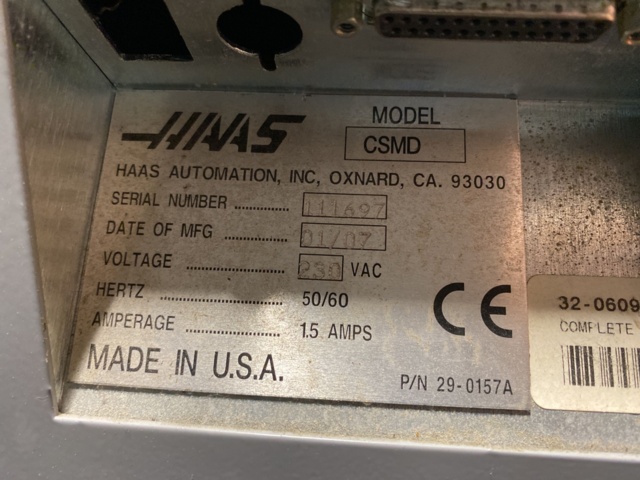 HAAS
MODEL
CSMD
HAAS AUTOMATION, INC, OXNARD, CA. 93030
SERIAL NUMBER .............. 111697
DATE OF MFG ................ 01/07
VOLTAGE .............. 230 VAC
HERTZ .................... 50/60
AMPERAGE ............. 1.5 AMPS
CE
MADE IN U.S.A.
P/N 29-0157A
32-0609
COMPLETE